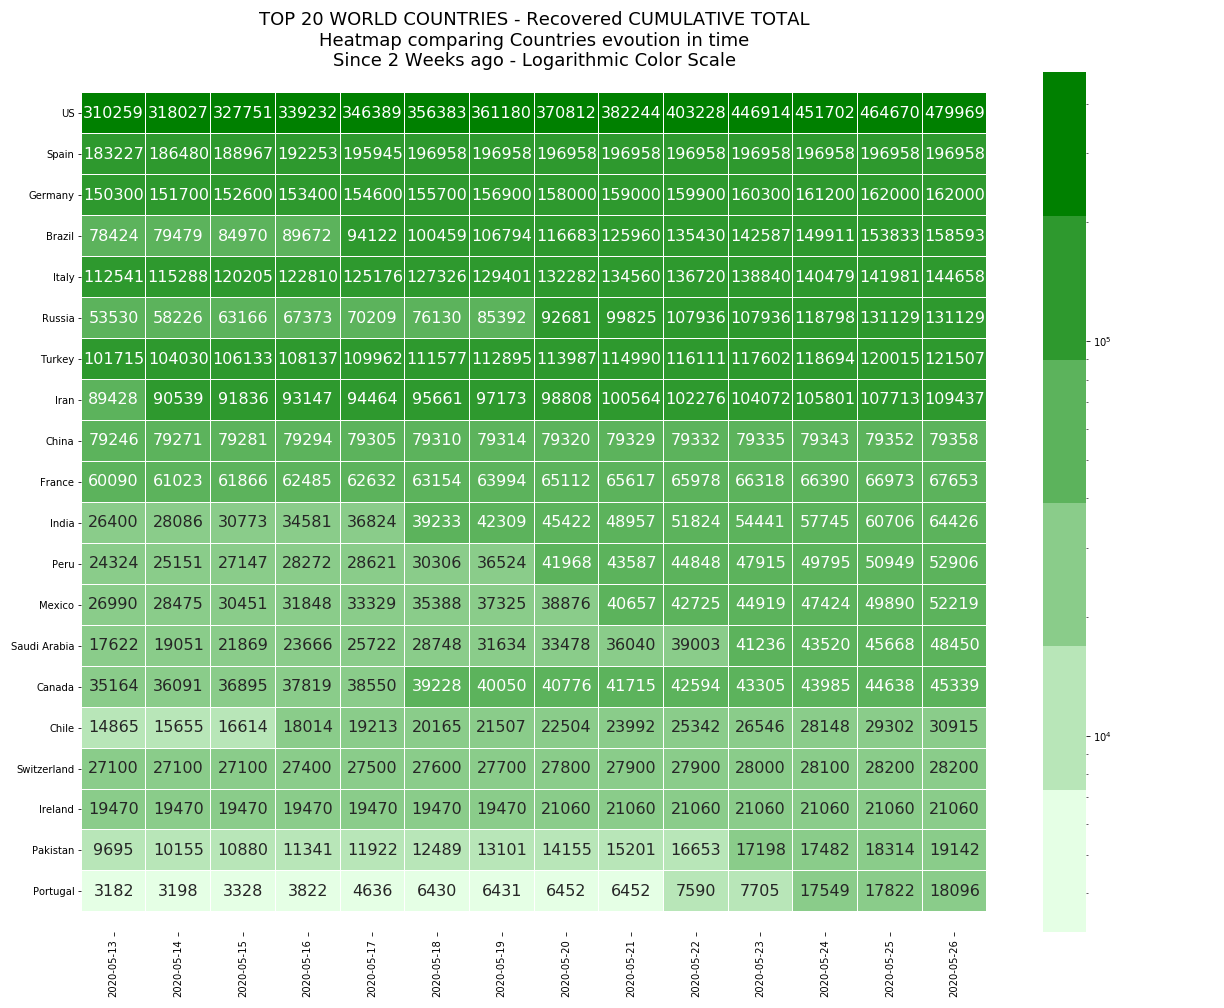 TOP 20 WORLD COUNTRIES - Recovered CUMULATIVE TOTAL
Heatmap comparing Countries evoution in time
Since 2 Weeks ago - Logarithmic Color Scale
US 310259 318027 327751 339232 346389 356383 361180 370812 382244 403228 446914 451702 464670 479969
Spain 183227 186480 188967 192253 195945 196958 196958 196958 196958 196958 196958 196958 196958 196958
Germany 150300 151700 152600 153400 154600 155700 156900 158000 159000 159900 160300 161200 162000 162000
Brazil 78424 79479 84970 89672 94122 100459 106794 116683 125960 135430 142587 149911 153833 158593
Italy 112541 115288 120205 122810 125176 127326 129401 132282 134560 136720 138840 140479 141981 144658
Russia 53530 58226 63166 67373 70209 76130 85392 92681 99825 107936 107936 118798 131129 131129
Turkey 101715 104030 106133 108137 109962 111577 112895 113987 114990 116111 117602 118694 120015 121507
Iran 89428 90539 91836 93147 94464 95661 97173 98808 100564 102276 104072 105801 107713 109437
China 79246 79271 79281 79294 79305 79310 79314 79320 79329 79332 79335 79343 79352 79358
France 60090 61023 61866 62485 62632 63154 63994 65112 65617 65978 66318 66390 66973 67653
India 26400 28086 30773 34581 36824 39233 42309 45422 48957 51824 54441 57745 60706 64426
Peru 24324 25151 27147 28272 28621 30306 36524 41968 43587 44848 47915 49795 50949 52906
Mexico 26990 28475 30451 31848 33329 35388 37325 38876 40657 42725 44919 47424 49890 52219
Saudi Arabia 17622 19051 21869 23666 25722 28748 31634 33478 36040 39003 41236 43520 45668 48450
Canada 35164 36091 36895 37819 38550 39228 40050 40776 41715 42594 43305 43985 44638 45339
Chile 14865 15655 16614 18014 19213 20165 21507 22504 23992 25342 26546 28148 29302 30915
Switzerland 27100 27100 27100 27400 27500 27600 27700 27800 27900 27900 28000 28100 28200 28200
Ireland 19470 19470 19470 19470 19470 19470 19470 21060 21060 21060 21060 21060 21060 21060
Pakistan 9695 10155 10880 11341 11922 12489 13101 14155 15201 16653 17198 17482 18314 19142
Portugal 3182 3198 3328 3822 4636 6430 6431 6452 6452 7590 7705 17549 17822 18096
2020-05-13 2020-05-14 2020-05-15 2020-05-16 2020-05-17 2020-05-18 2020-05-19 2020-05-20 2020-05-21 2020-05-22 2020-05-23 2020-05-24 2020-05-25 2020-05-26
10⁵
10⁴